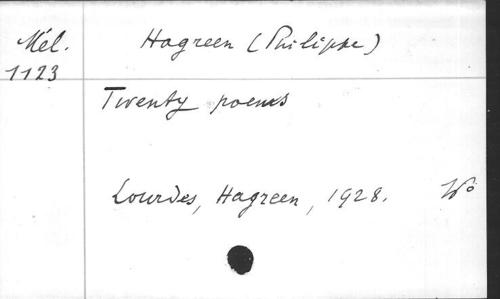 Mél. Hagreen (Philippe)
1123
Twenty poems
Lourdes, Hagreen, 1928.